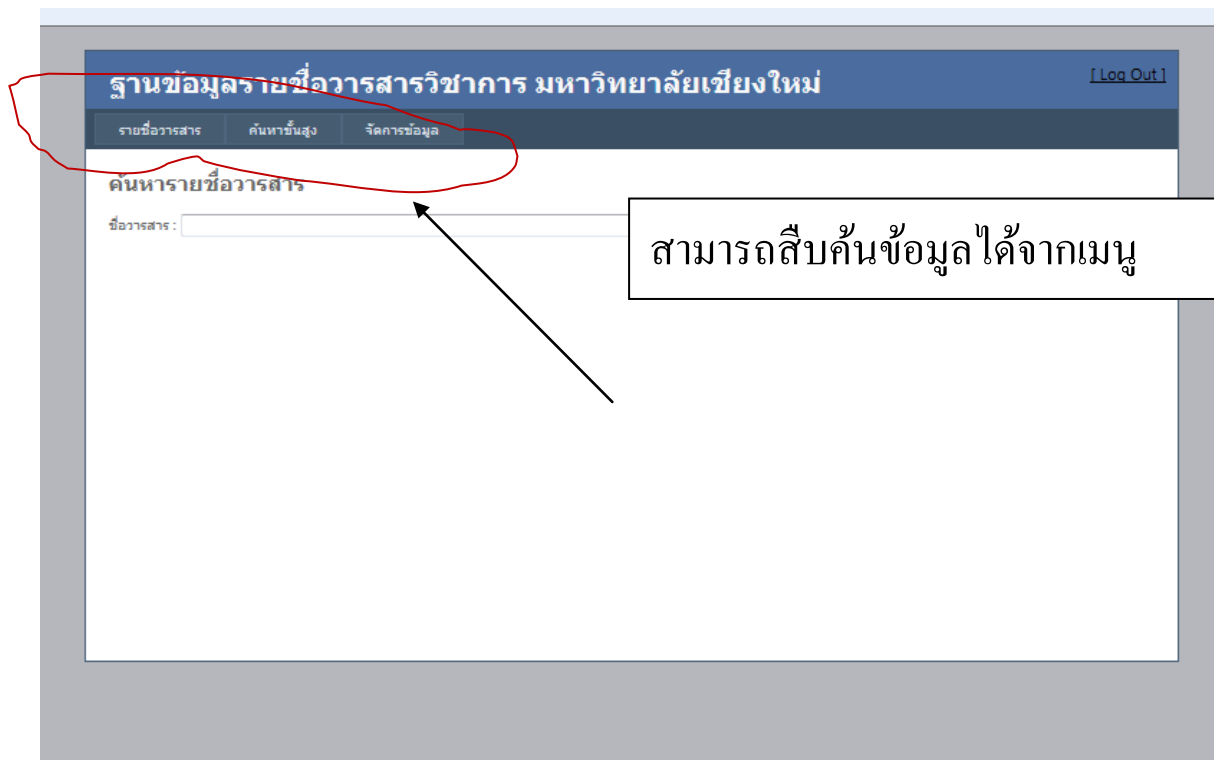 ฐานข้อมูลรายชื่อวารสารวิชาการ มหาวิทยาลัยเชียงใหม่
[ Log Out ]
รายชื่อวารสาร ค้นหาขั้นสูง จัดการข้อมูล
ค้นหารายชื่อวารสาร
ชื่อวารสาร :
สามารถสืบค้นข้อมูลได้จากเมนู